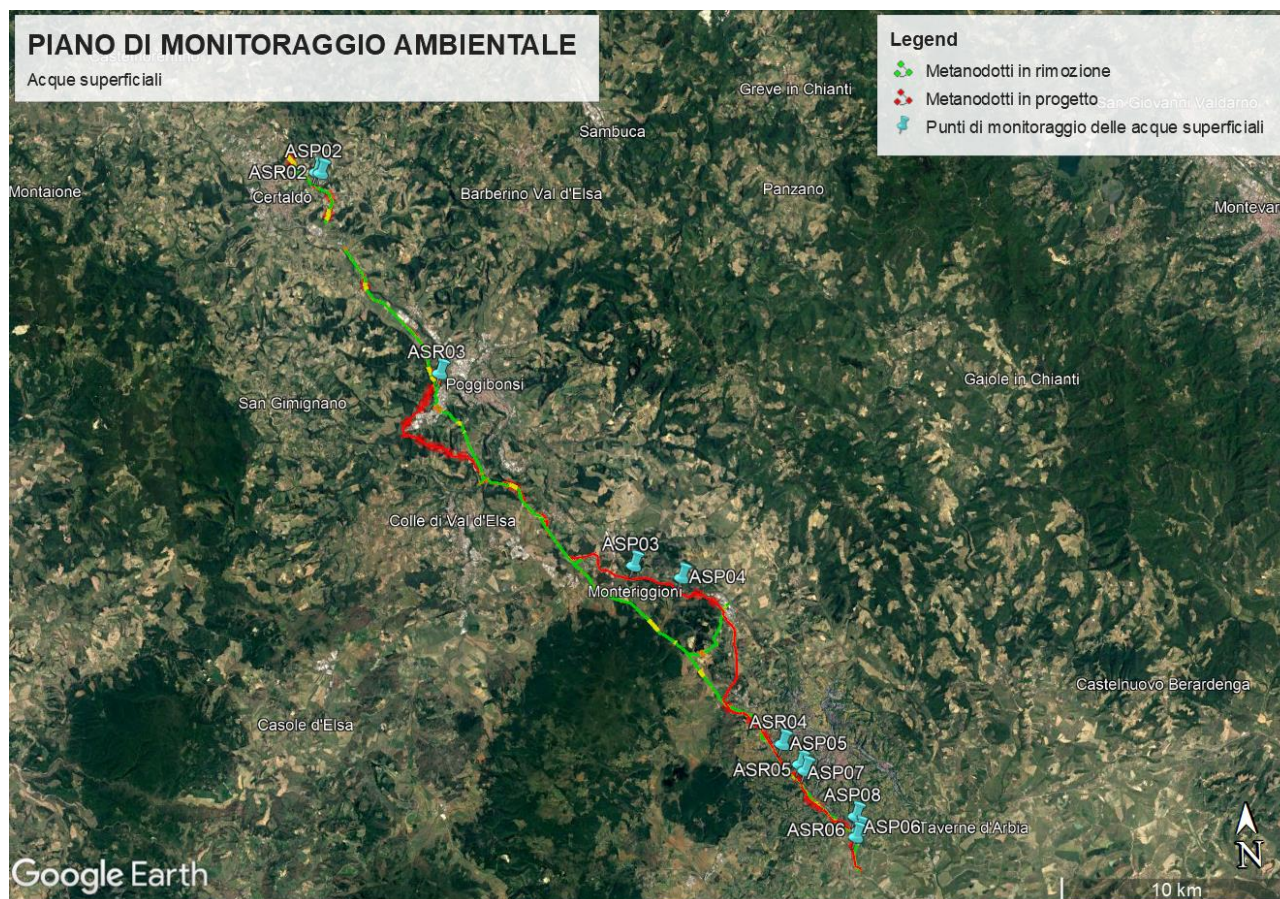 PIANO DI MONITORAGGIO AMBIENTALE
Castelfiorentino
Acque superficiali
Legend
Metanodotti in rimozione
Metanodotti in progetto
San Giovanni Valdarno
Punti di monitoraggio delle acque superficiali
Greve in Chianti
Sambuca
ASP02
ASR02
Certaldo
Montaione
Barberino Val d'Elsa
Panzano
Montevar
ASR03
Poggibonsi
San Gimignano
Gaiole in Chianti
Colle di Val d'Elsa
ASP03
ASP04
Monteriggioni
Castelnuovo Berardenga
Casole d'Elsa
ASR04
ASP05
ASR05
ASP07
ASP08
ASR06
ASP06
Taverne d'Arbia
Google Earth
N
10 km